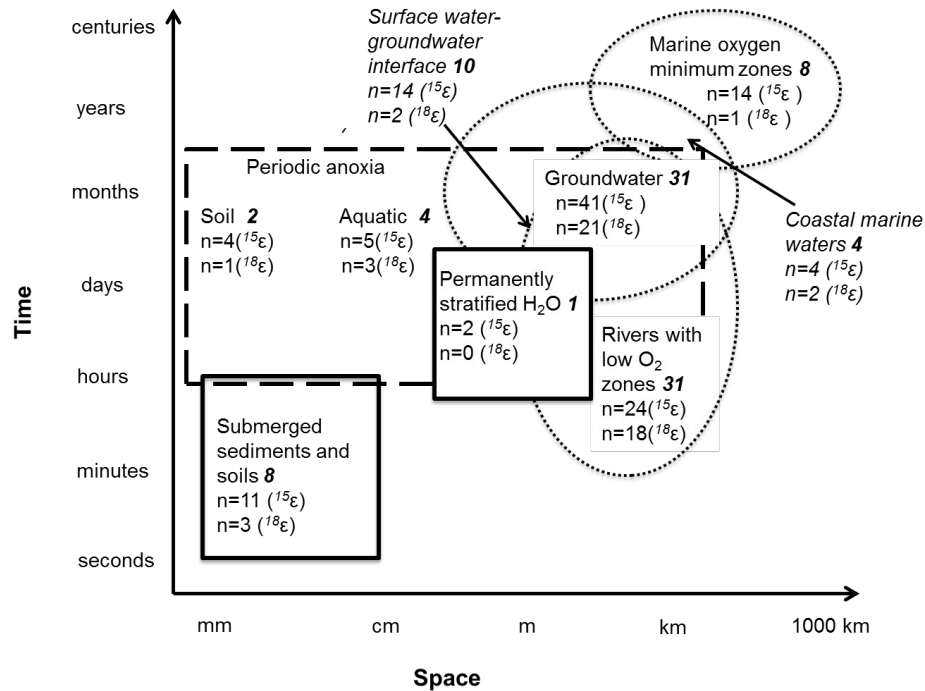 centuries
years
months
days
hours
minutes
seconds
Time
Surface water-
groundwater
interface 10
n=14 (15ε)
n=2 (18ε)
Marine oxygen
minimum zones 8
n=14 (15ε )
n=1 (18ε )
Periodic anoxia
Soil 2
n=4(15ε)
n=1(18ε)
Aquatic 4
n=5(15ε)
n=3(18ε)
Groundwater 31
n=41(15ε )
n=21(18ε)
Coastal marine
waters 4
n=4 (15ε)
n=2 (18ε)
Permanently
stratified H2O 1
n=2 (15ε)
n=0 (18ε)
Rivers with
low O2
zones 31
n=24(15ε)
n=18(18ε)
Submerged
sediments and
soils 8
n=11 (15ε)
n=3 (18ε)
mm cm m km 1000 km
Space